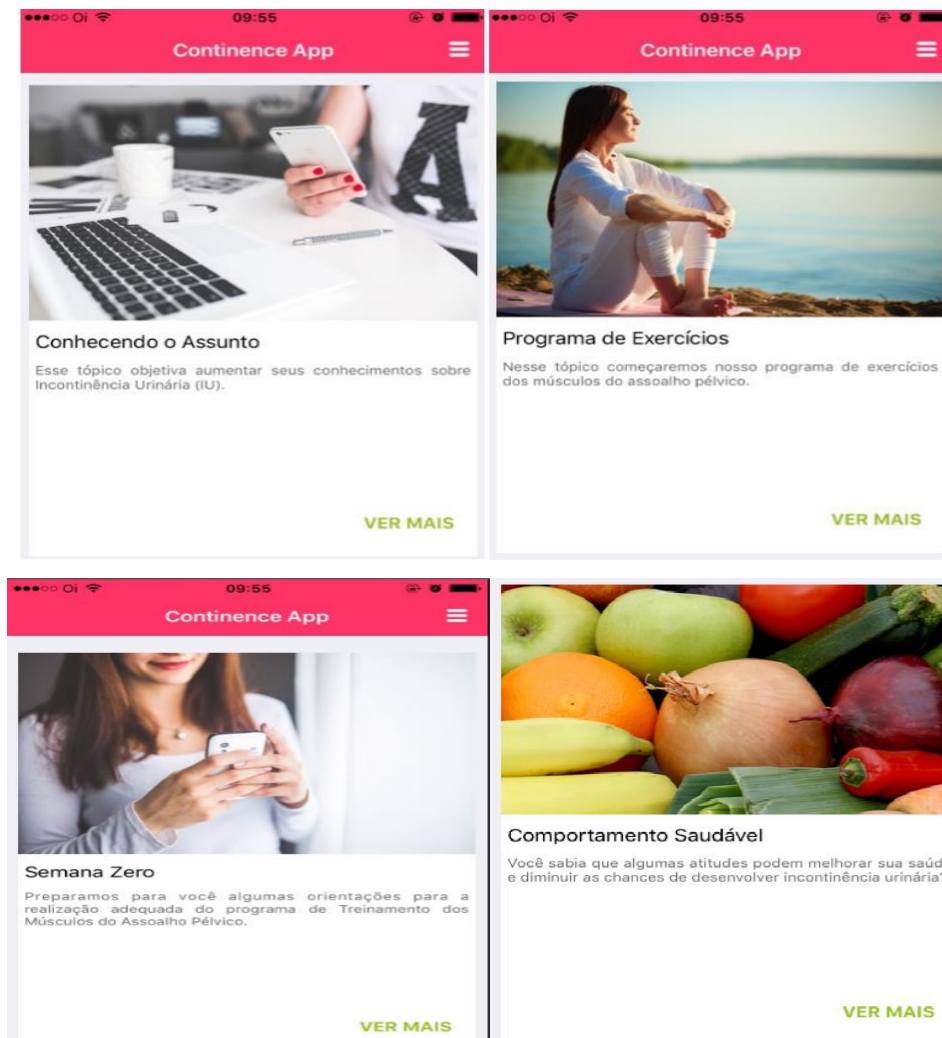 Oi 09:55
Continence App
Conhecendo o Assunto
Esse tópico objetiva aumentar seus conhecimentos sobre
Incontinência Urinária (IU).
VER MAIS
Oi 09:55
Continence App
Programa de Exercícios
Nesse tópico começaremos nosso programa de exercícios
dos músculos do assoalho pélvico.
VER MAIS
Oi 09:55
Continence App
Semana Zero
Preparamos para você algumas orientações para a
realização adequada do programa de Treinamento dos
Músculos do Assoalho Pélvico.
VER MAIS
Comportamento Saudável
Você sabia que algumas atitudes podem melhorar sua saúd
e diminuir as chances de desenvolver incontinência urinária?
VER MAIS